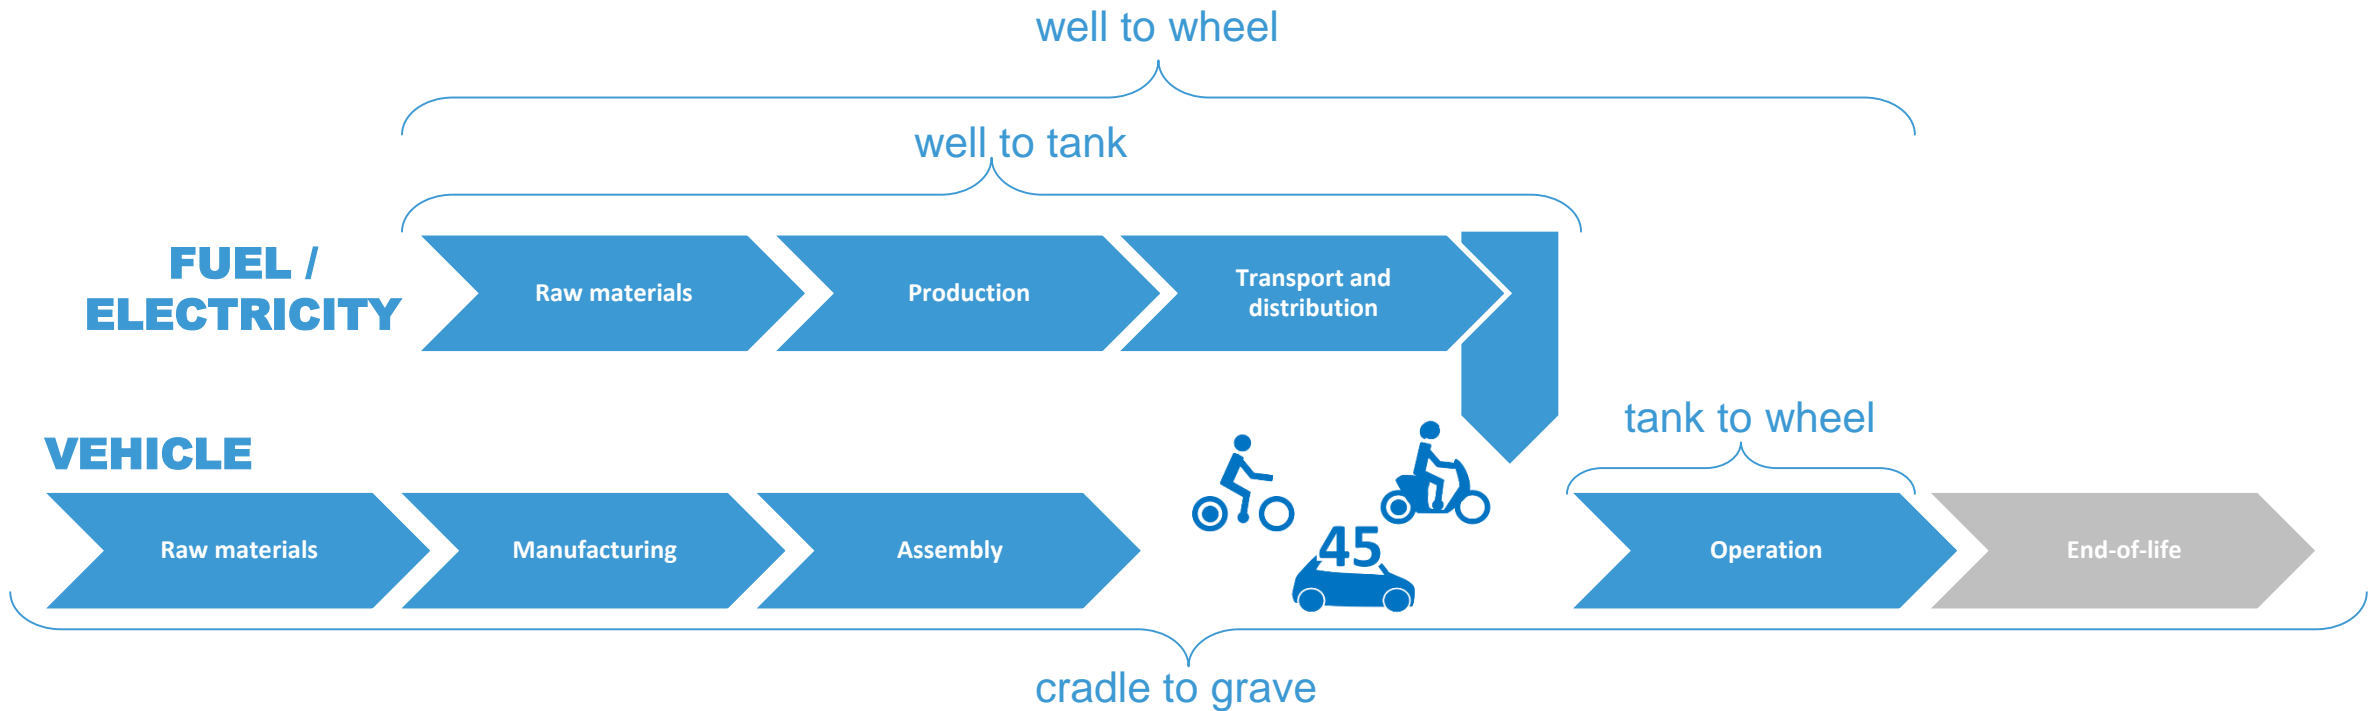 well to wheel
well to tank
FUEL /
ELECTRICITY
Raw materials
Production
Transport and
distribution
tank to wheel
VEHICLE
Raw materials
Manufacturing
Assembly
45
Operation
End-of-life
cradle to grave